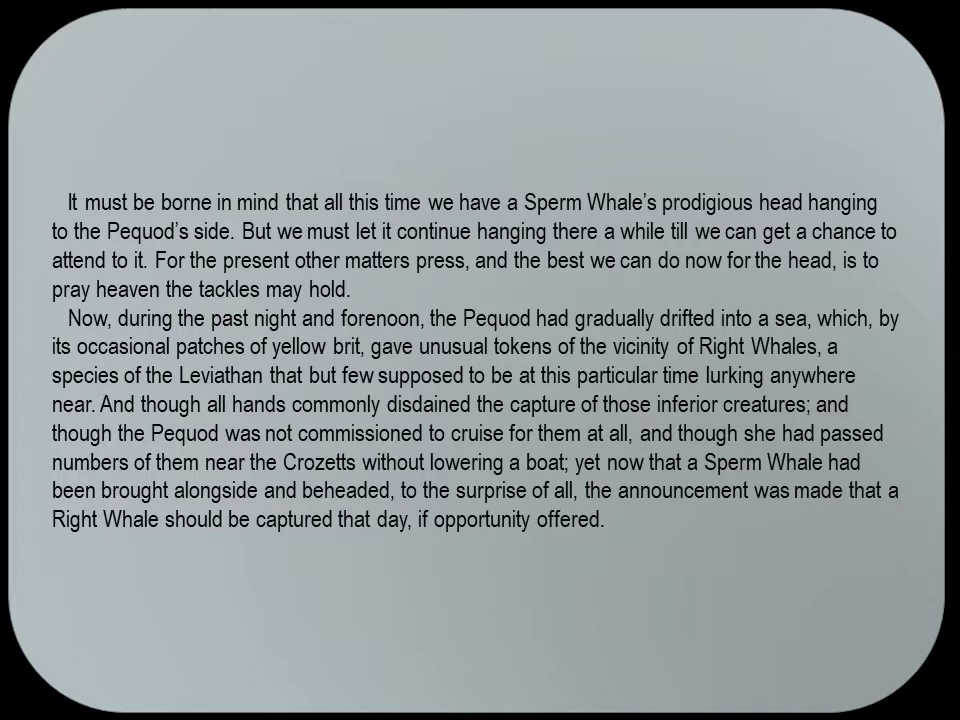 It must be borne in mind that all this time we have a Sperm Whale’s prodigious head hanging
to the Pequod’s side. But we must let it continue hanging there a while till we can get a chance to
attend to it. For the present other matters press, and the best we can do now for the head, is to
pray heaven the tackles may hold.
Now, during the past night and forenoon, the Pequod had gradually drifted into a sea, which, by
its occasional patches of yellow brit, gave unusual tokens of the vicinity of Right Whales, a
species of the Leviathan that but few supposed to be at this particular time lurking anywhere
near. And though all hands commonly disdained the capture of those inferior creatures; and
though the Pequod was not commissioned to cruise for them at all, and though she had passed
numbers of them near the Crozetts without lowering a boat; yet now that a Sperm Whale had
been brought alongside and beheaded, to the surprise of all, the announcement was made that a
Right Whale should be captured that day, if opportunity offered.